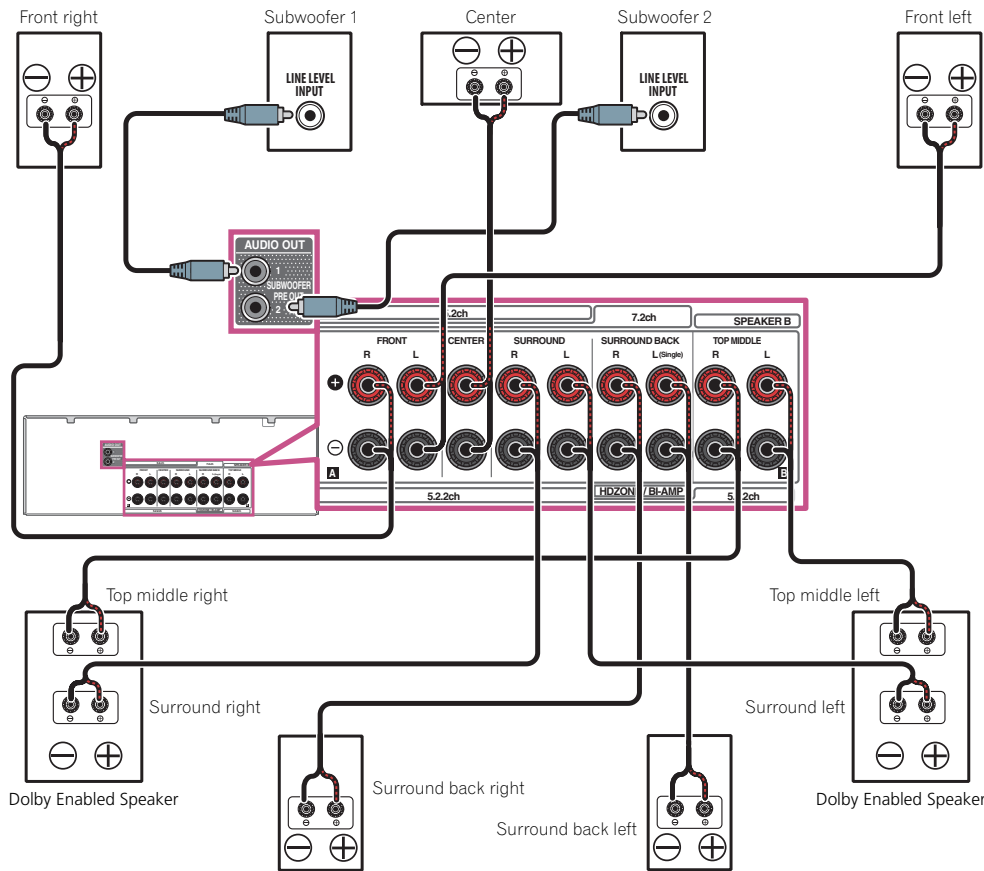 Front right
Subwoofer 1
Center
Subwoofer 2
Front left
LINE LEVEL
INPUT
LINE LEVEL
INPUT
AUDIO OUT
1
SUBWOOFER
PRE OUT
2
.2ch
7.2ch
SPEAKER B
FRONT
CENTER
SURROUND
SURROUND BACK
TOP MIDDLE
R L R L R L (Single) R L
A
B
5.2.2ch
HDZON / BI-AMP
Top middle right
Top middle left
Surround right
Surround left
Dolby Enabled Speaker
Dolby Enabled Speaker
Surround back right
Surround back left